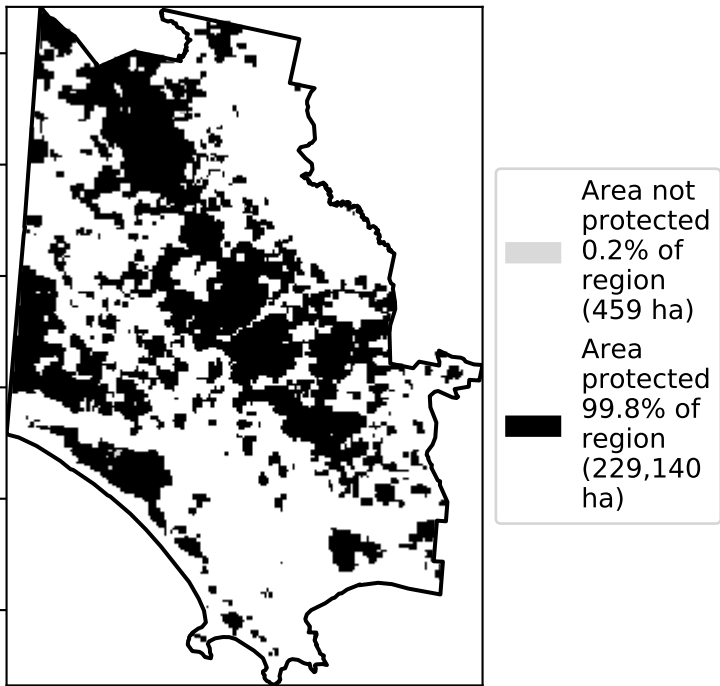 Area not
protected
0.2% of
region
(459 ha)
Area
protected
99.8% of
region
(229,140
ha)